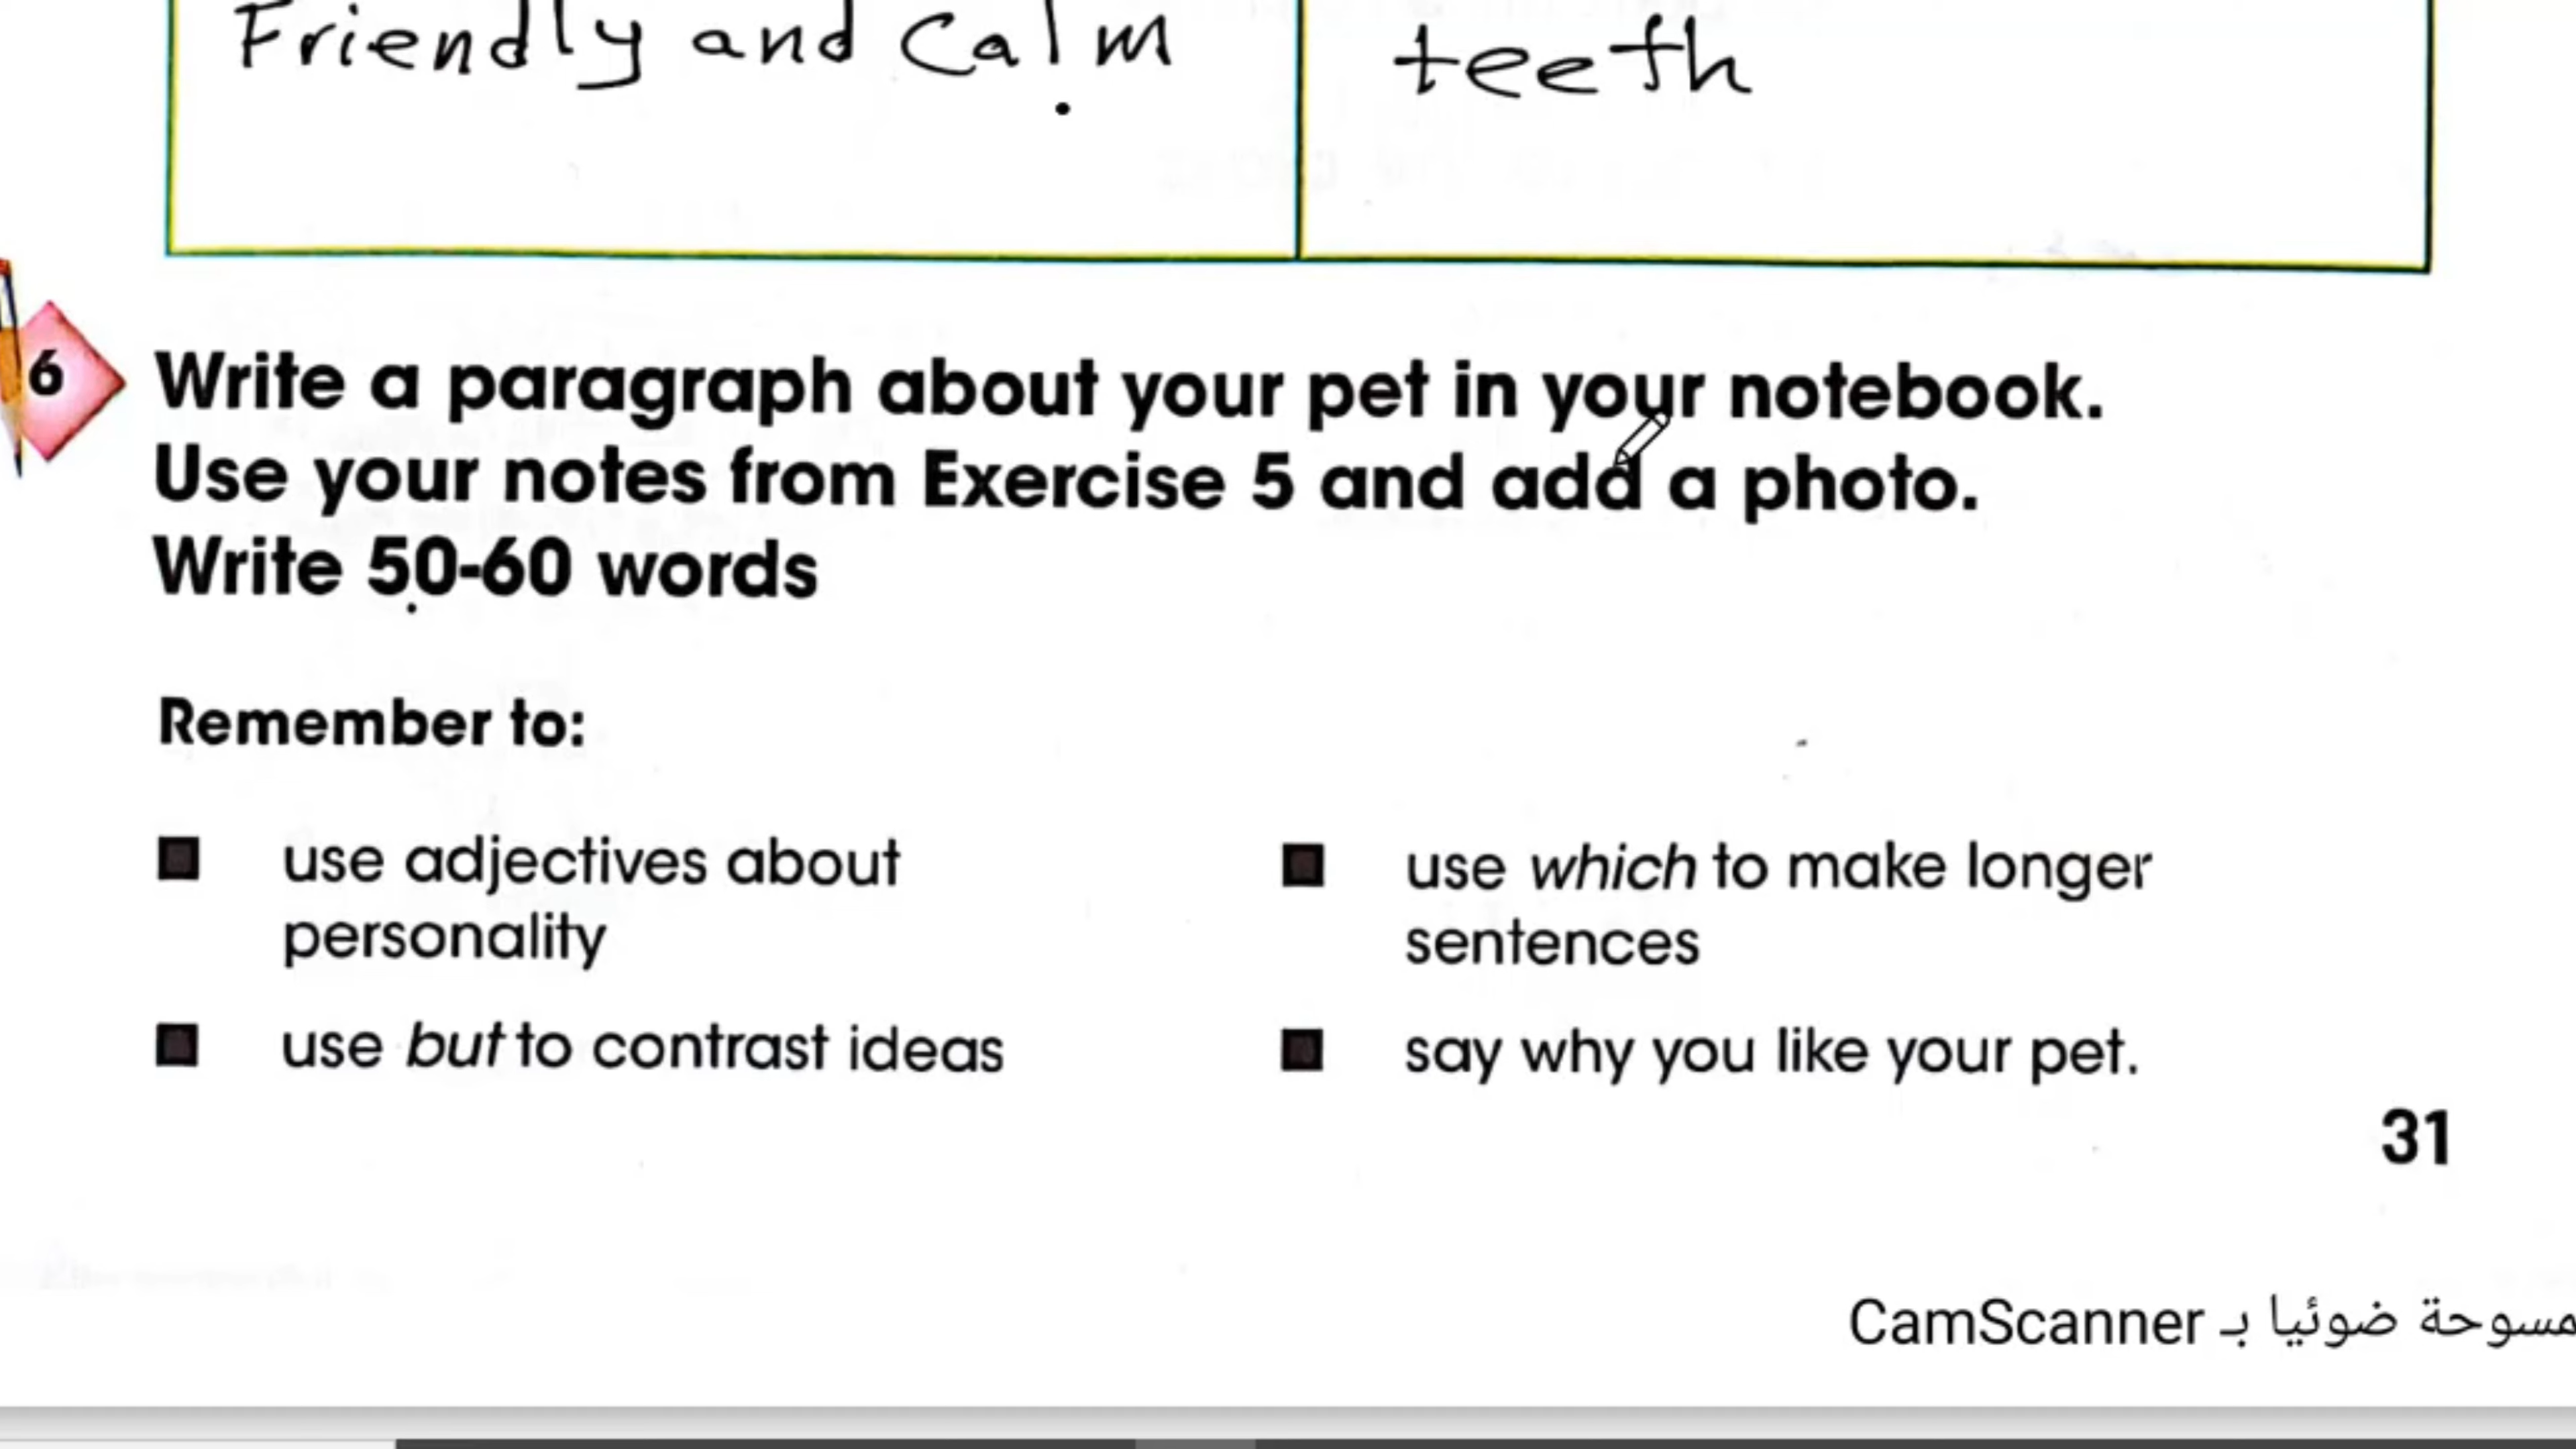 Friendly and calm.
teeth
6
Write a paragraph about your pet in your notebook.
Use your notes from Exercise 5 and add a photo.
Write 50-60 words
Remember to:
use adjectives about
personality
use but to contrast ideas
use which to make longer
sentences
say why you like your pet.
31
مسوحة ضوئيا بـ CamScanner